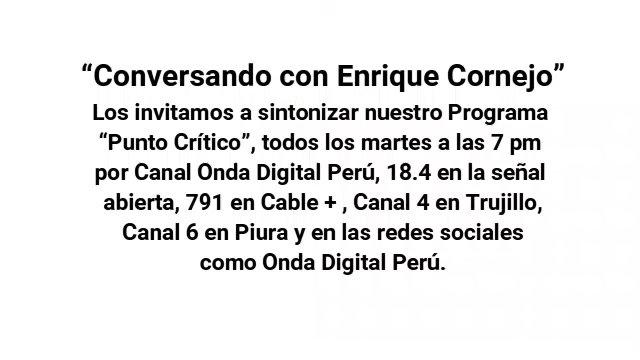 “Conversando con Enrique Cornejo”
Los invitamos a sintonizar nuestro Programa
“Punto Crítico”, todos los martes a las 7 pm
por Canal Onda Digital Perú, 18.4 en la señal
abierta, 791 en Cable + , Canal 4 en Trujillo,
Canal 6 en Piura y en las redes sociales
como Onda Digital Perú.